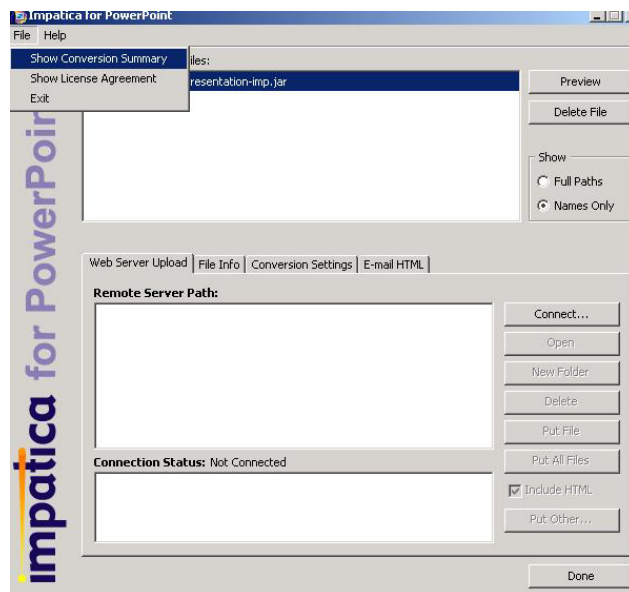 Impatica for PowerPoint
File Help
Show Conversion Summary
Show License Agreement
Exit
iles:
resentation-imp.jar
Preview
Delete File
Show
Full Paths
Names Only
Web Server Upload File Info Conversion Settings E-mail HTML
Remote Server Path:
Connect...
Open
New Folder
Delete
Put File
Put All Files
Connection Status: Not Connected
Include HTML
Put Other...
Done
impatica for PowerPoin